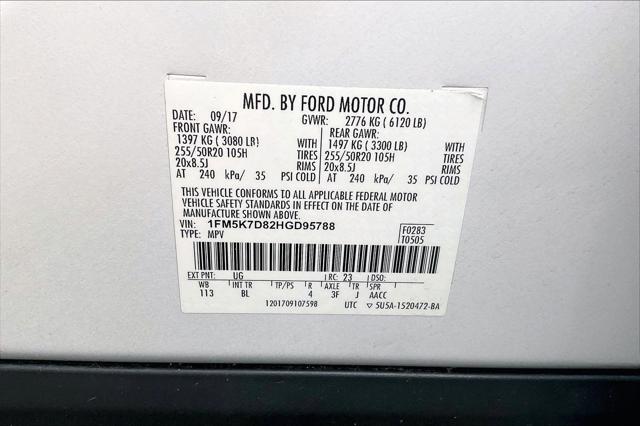 MFD. BY FORD MOTOR CO.
DATE: 09/17 GVWR: 2776 KG ( 6120 LB)
FRONT GAWR: REAR GAWR:
1397 KG ( 3080 LB) WITH 1497 KG ( 3300 LB) WITH
255/50R20 105H TIRES 255/50R20 105H TIRES
20x8.5J RIMS 20x8.5J RIMS
AT 240 kPa/ 35 PSI COLD AT 240 kPa/ 35 PSI COLD
THIS VEHICLE CONFORMS TO ALL APPLICABLE FEDERAL MOTOR
VEHICLE SAFETY STANDARDS IN EFFECT ON THE DATE OF
MANUFACTURE SHOWN ABOVE.
VIN: 1FM5K7D82HGD95788 F0283
TYPE: MPV T0505
EXT PNT: UG RC: 23 DSO:
WB INT TR TP/PS R AXLE TR SPR
113 BL 4 3F J AACC
1201709107598 UTC ▽ 5U5A-1520472-BA